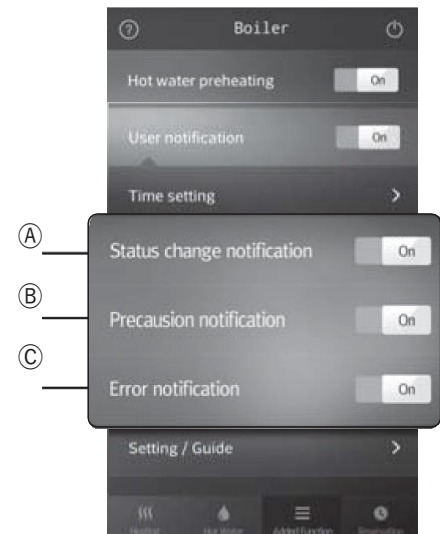 ? Boiler
Hot water preheating On
User notification On
Time setting >
Ⓐ Status change notification On
Ⓑ Precausion notification On
Ⓒ Error notification On
Setting / Guide >
Heating Hot Water Added Function Reservation